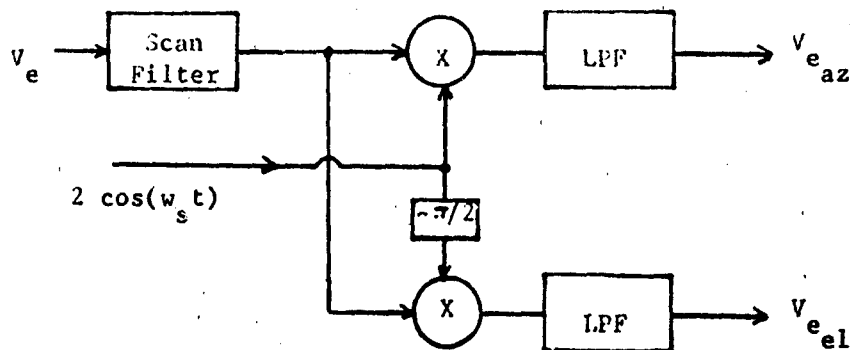 V_e
Scan
Filter
X
LPF
V_e_az
2 cos(w_s t)
-π/2
X
LPF
V_e_el